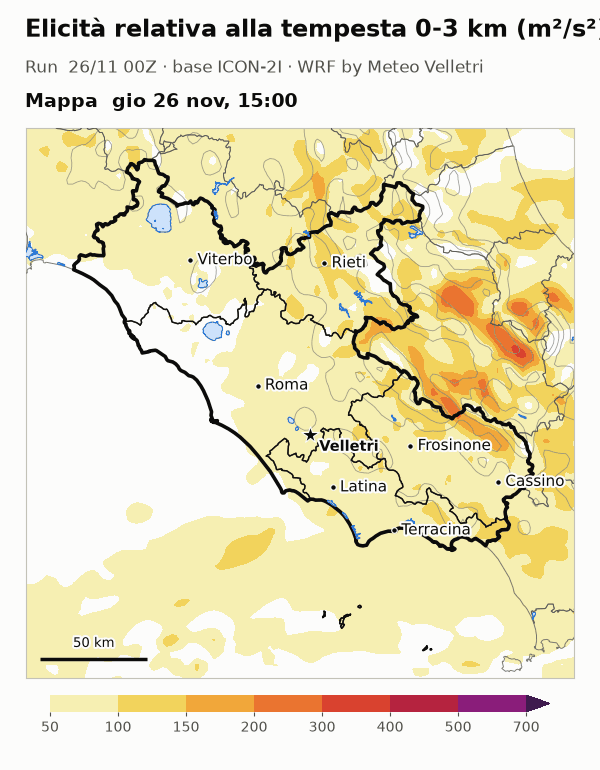 Elicità relativa alla tempesta 0-3 km (m²/s²)
Run 26/11 00Z · base ICON-2I · WRF by Meteo Velletri
Mappa gio 26 nov, 15:00
Viterbo
Rieti
Roma
Velletri
Frosinone
Cassino
Latina
Terracina
50 km
50 100 150 200 300 400 500 700